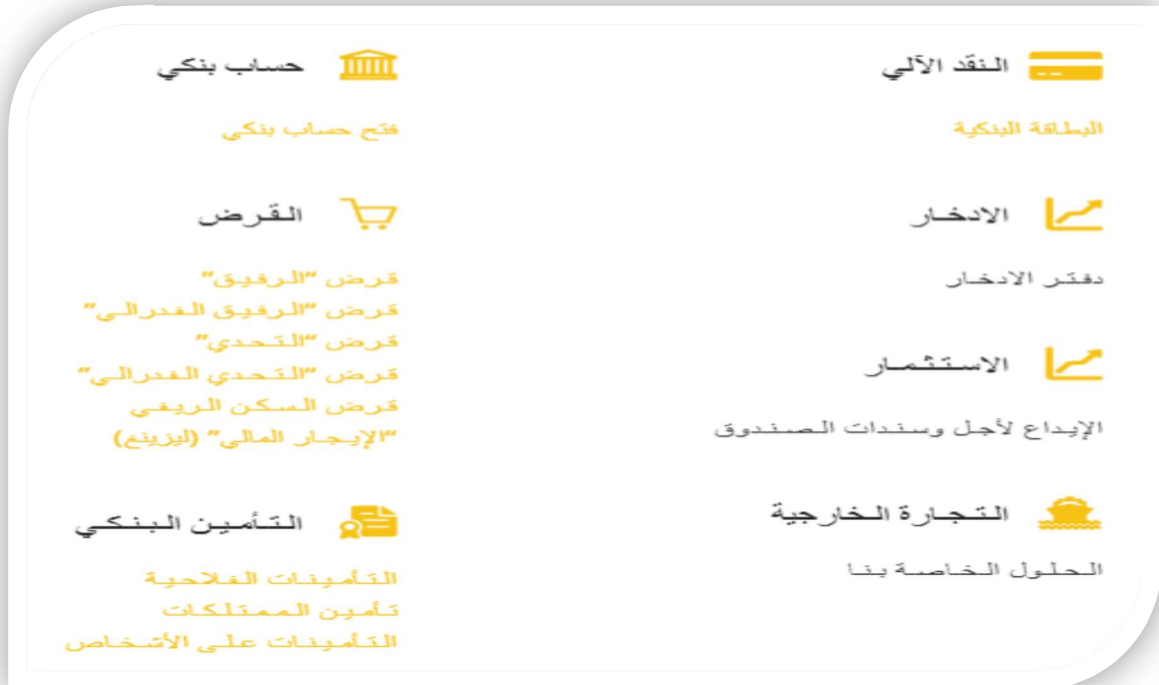 النقد الآلي
البطاقة البنكية
الادخار
دفتر الادخار
الاستثمار
الإيداع لأجل وسندات الصندوق
التجارة الخارجية
الحلول الخاصة بنا
حساب بنكي
فتح حساب بنكي
القرض
قرض “الرفيق”
قرض “الرفيق الفدرالي”
قرض “التحدي”
قرض “التحدي الفدرالي”
قرض السكن الريفي
“الإيجار المالي” (ليزينغ)
التأمين البنكي
التأمينات الفلاحية
تأمين الممتلكات
التأمينات على الأشخاص